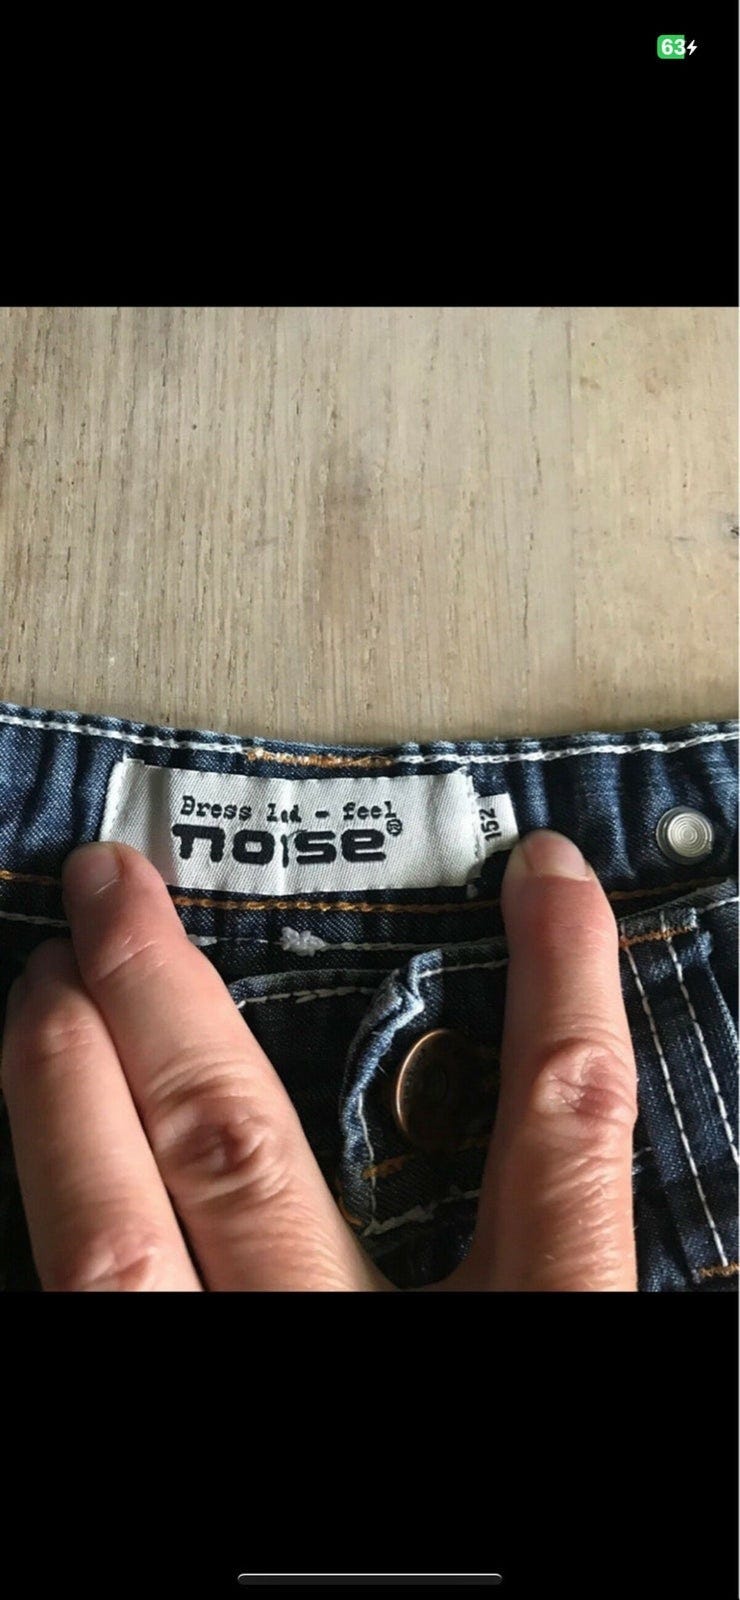 63
Dress l - feel
noise®
152